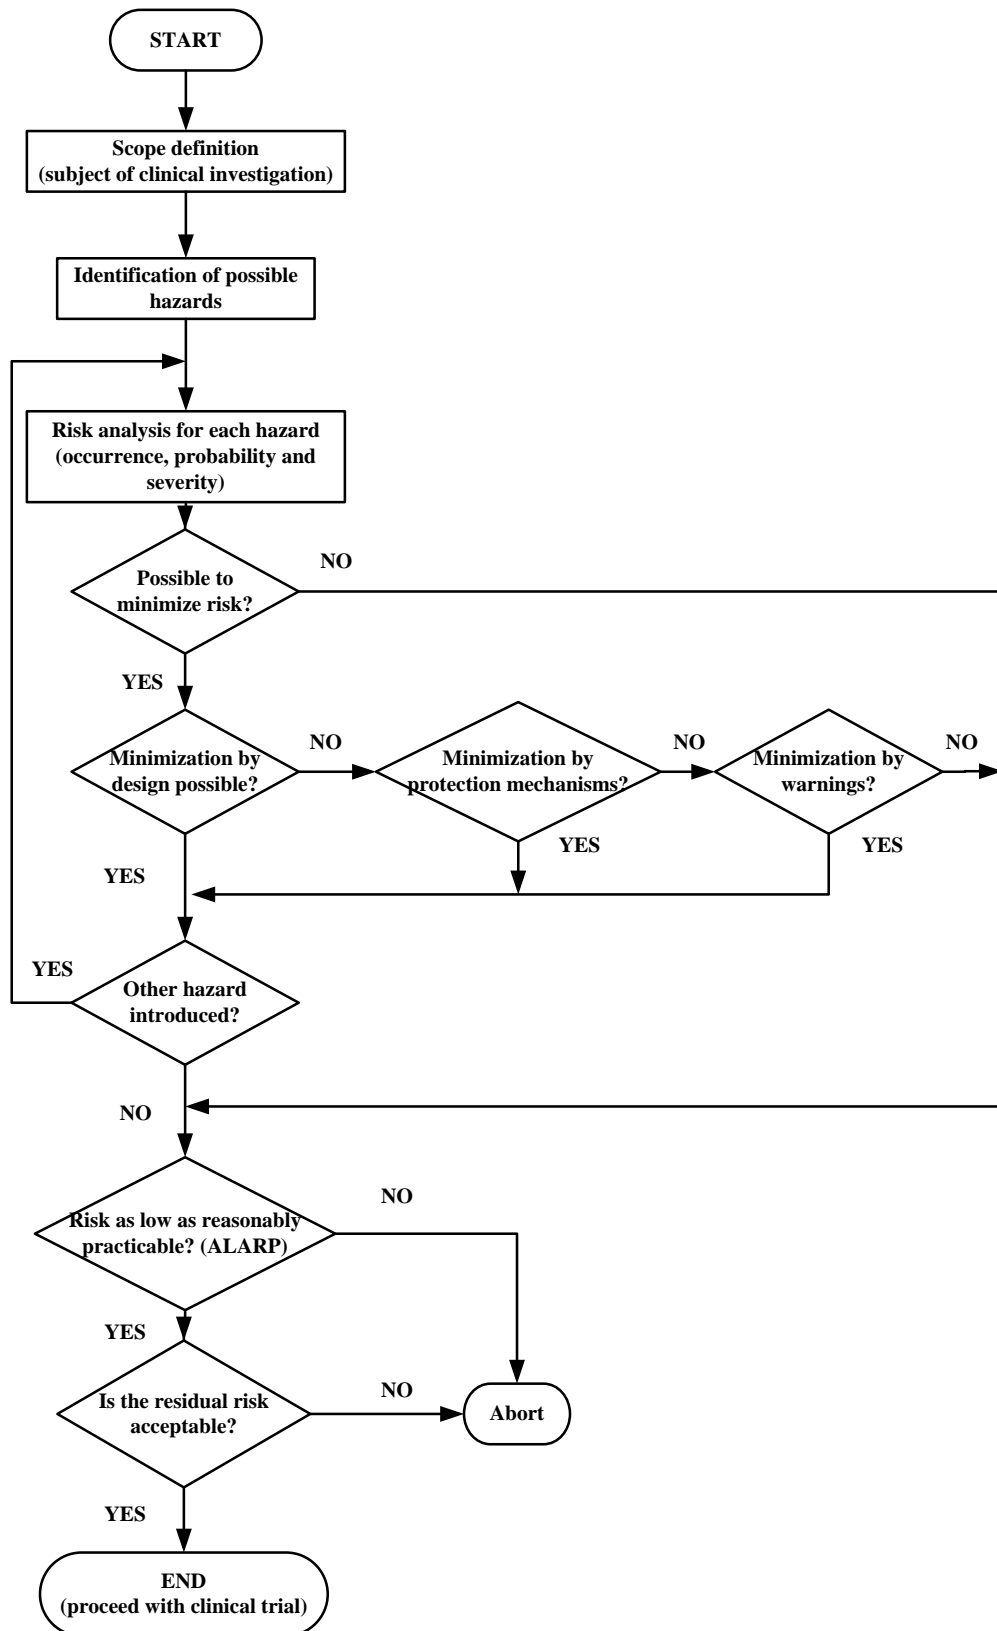 START
Scope definition
(subject of clinical investigation)
Identification of possible
hazards
Risk analysis for each hazard
(occurrence, probability and
severity)
NO
Possible to
minimize risk?
YES
Minimization by
design possible?
NO
Minimization by
protection mechanisms?
NO
Minimization by
warnings?
NO
YES
YES
YES
YES
Other hazard
introduced?
NO
Risk as low as reasonably
practicable? (ALARP)
NO
YES
Is the residual risk
acceptable?
NO
Abort
YES
END
(proceed with clinical trial)